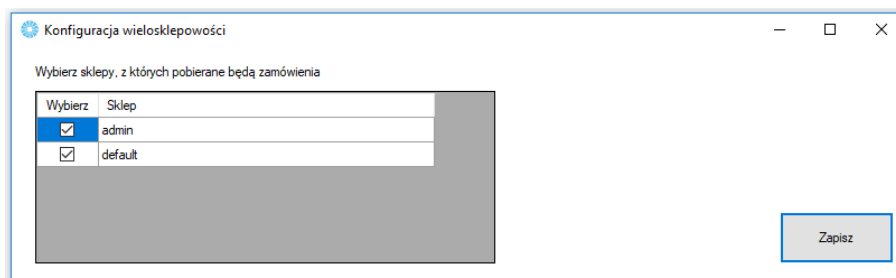 Konfiguracja wielosklepowości
Wybierz sklepy, z których pobierane będą zamówienia
Wybierz Sklep
admin
default
Zapisz